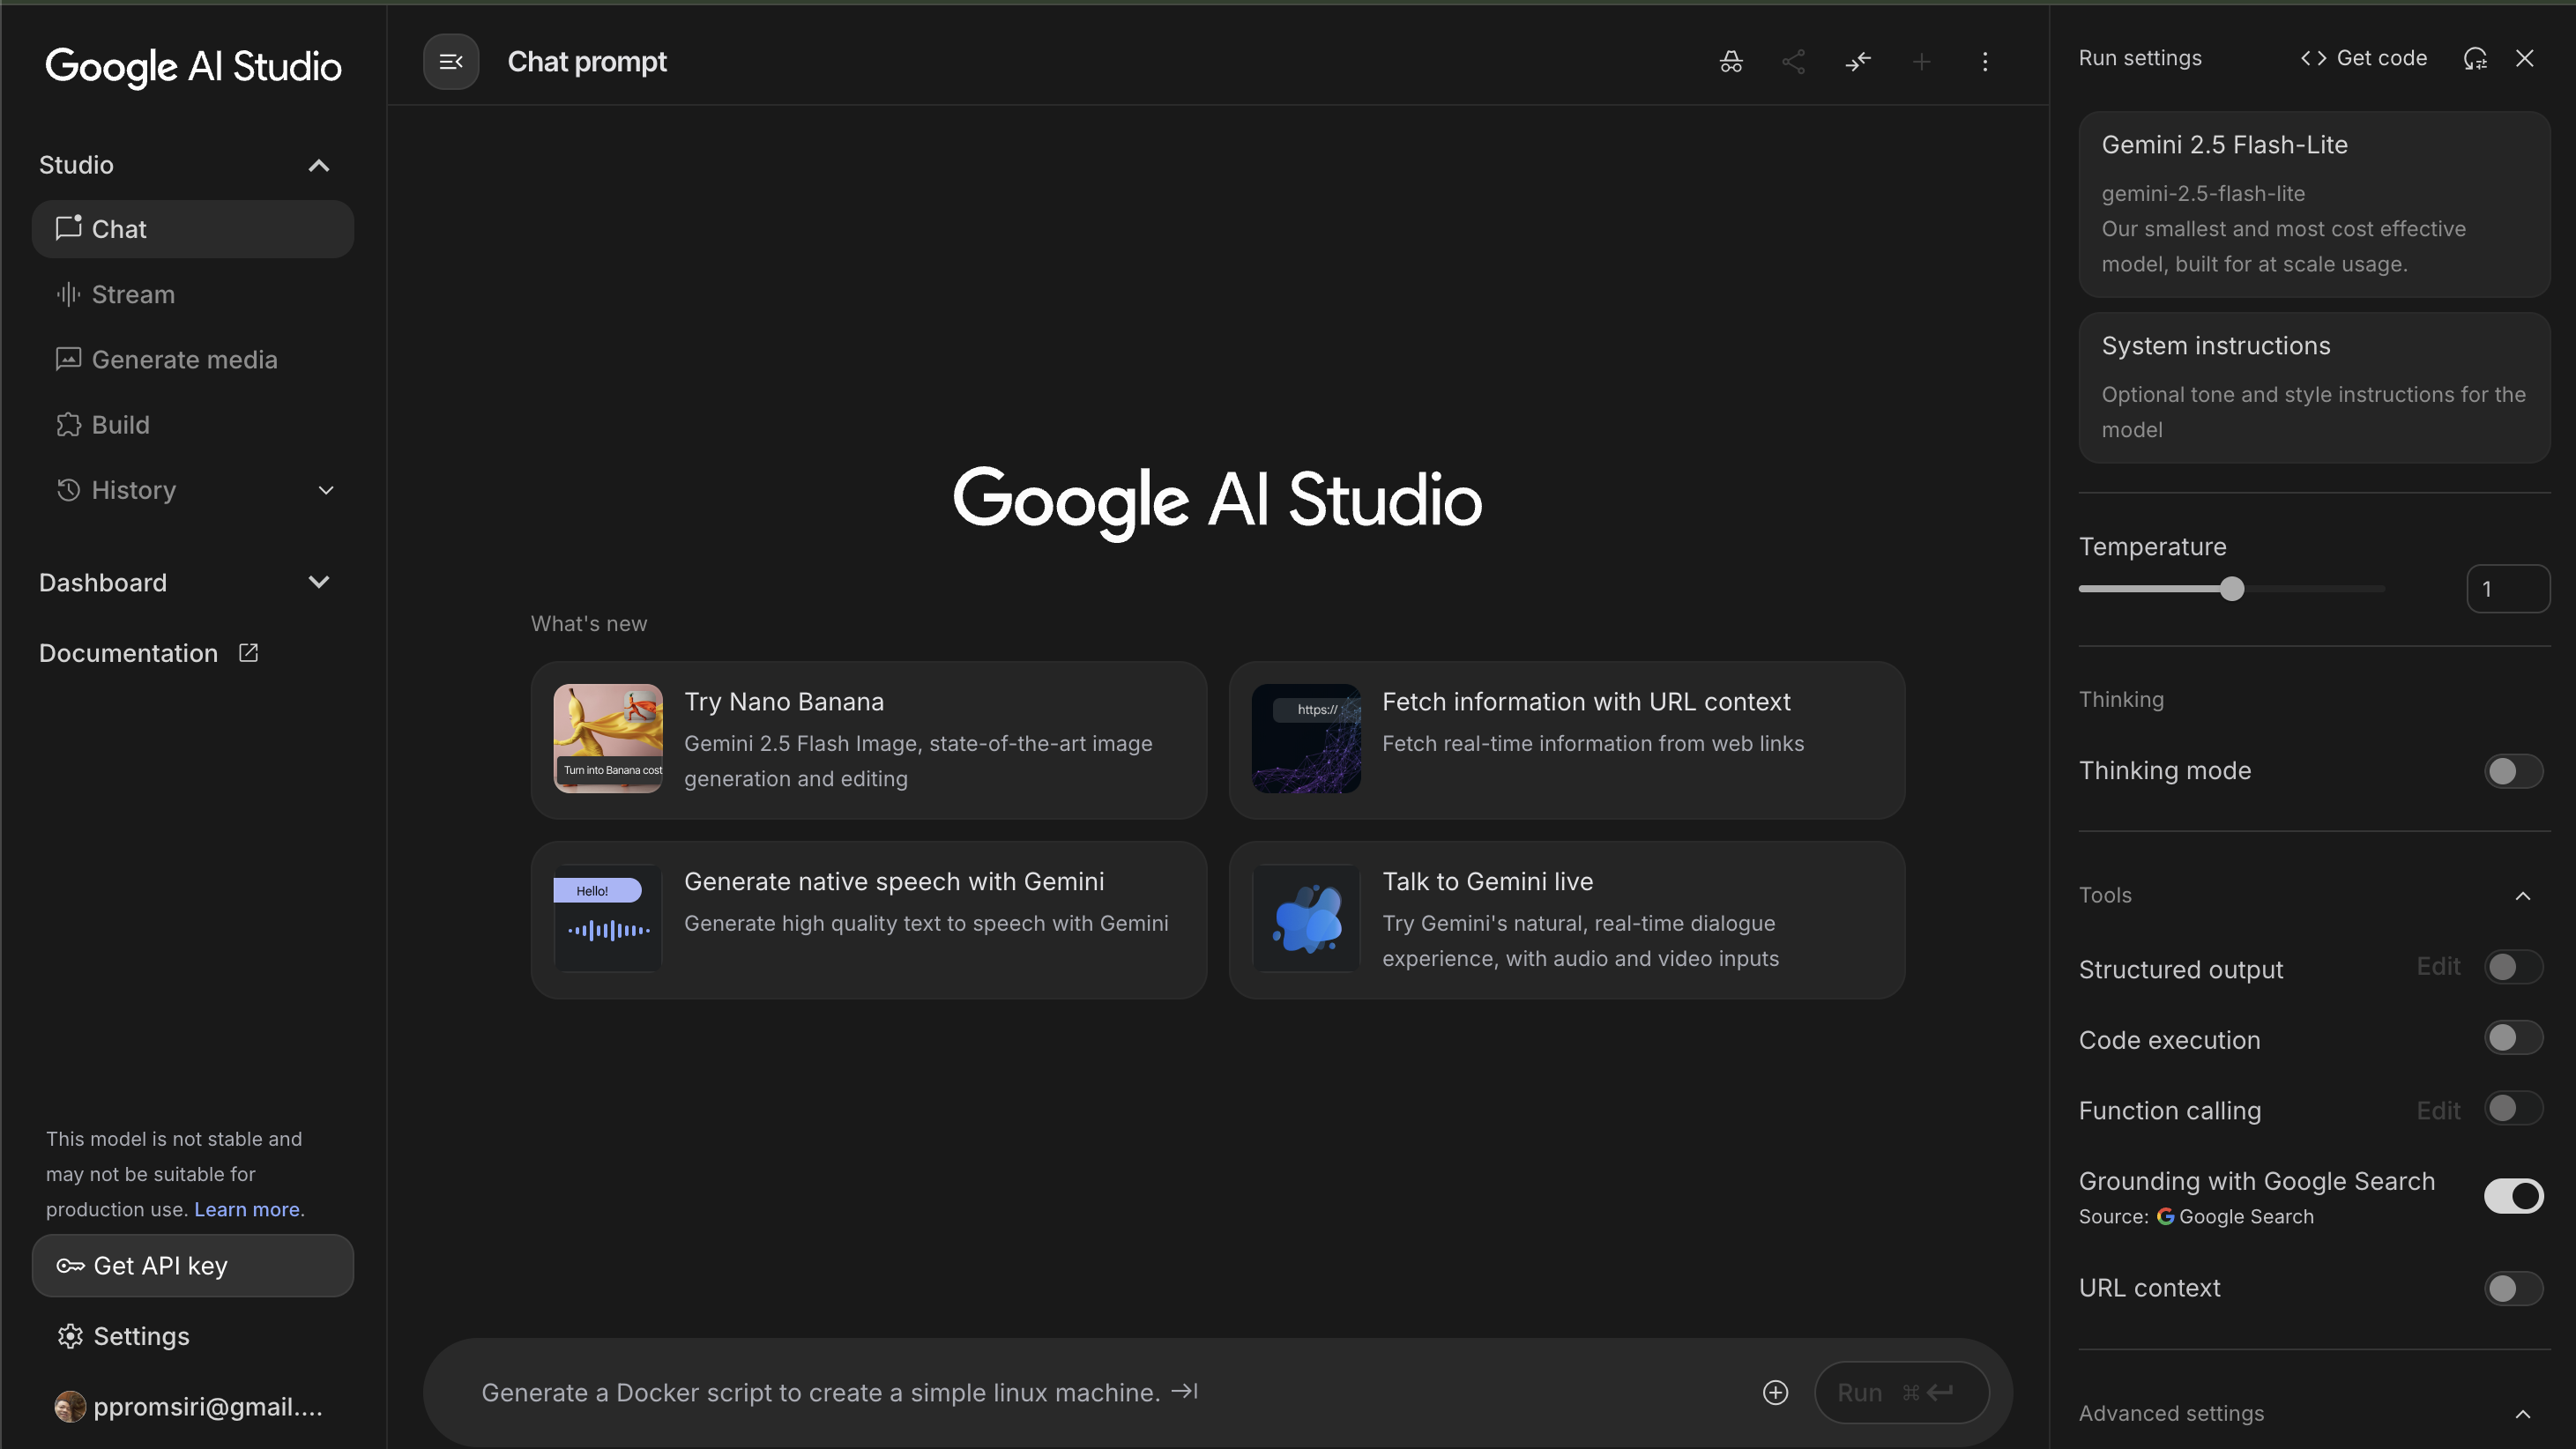 Google AI Studio
Studio
Chat
Stream
Generate media
Build
History
Dashboard
Documentation
This model is not stable and
may not be suitable for
production use. Learn more.
Get API key
Settings
ppromsiri@gmail....
Chat prompt
Google AI Studio
What's new
Try Nano Banana
Gemini 2.5 Flash Image, state-of-the-art image
generation and editing
Turn into Banana cost
Fetch information with URL context
Fetch real-time information from web links
https://
Generate native speech with Gemini
Generate high quality text to speech with Gemini
Hello!
Talk to Gemini live
Try Gemini's natural, real-time dialogue
experience, with audio and video inputs
Generate a Docker script to create a simple linux machine.
Run ⌘
Run settings
Get code
Gemini 2.5 Flash-Lite
gemini-2.5-flash-lite
Our smallest and most cost effective
model, built for at scale usage.
System instructions
Optional tone and style instructions for the
model
Temperature
1
Thinking
Thinking mode
Tools
Structured output Edit
Code execution
Function calling Edit
Grounding with Google Search
Source: Google Search
URL context
Advanced settings